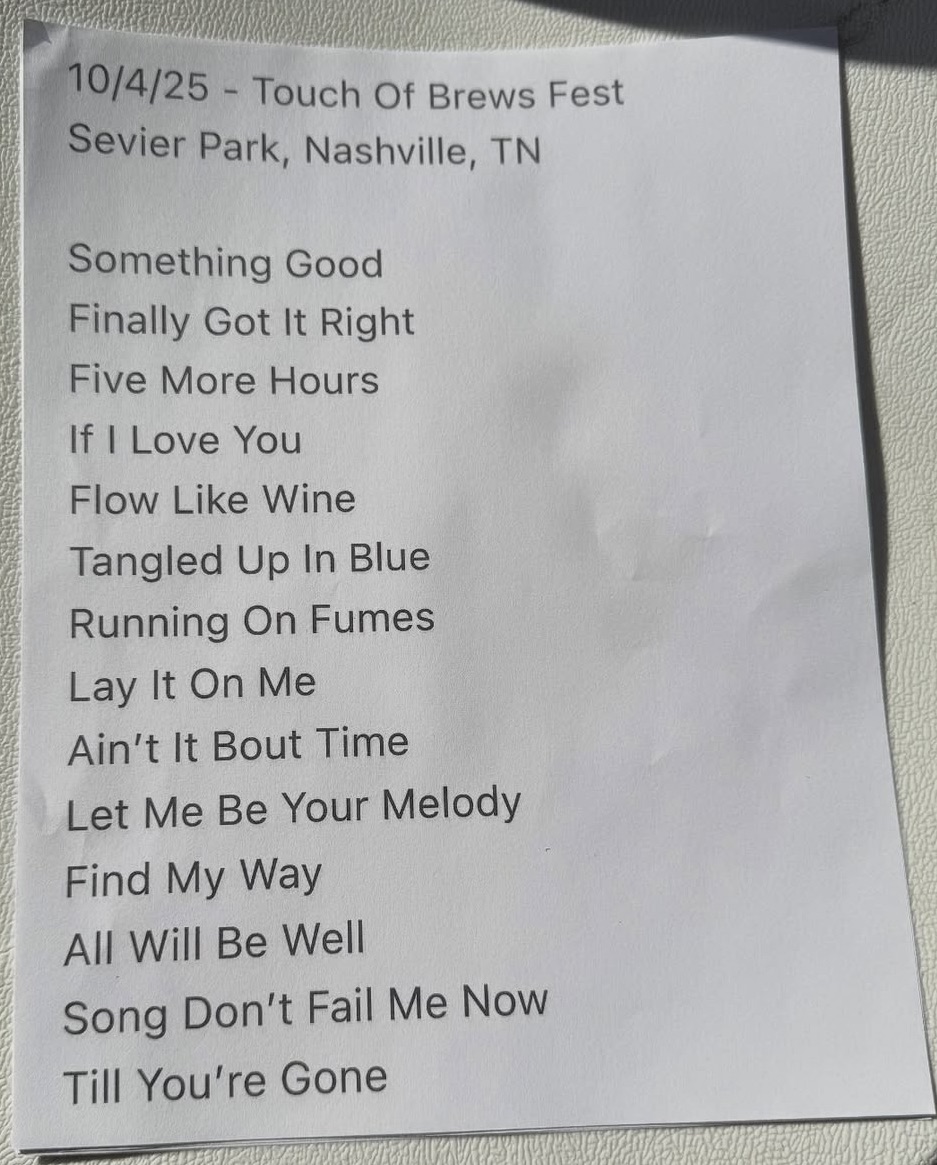 10/4/25 - Touch Of Brews Fest
Sevier Park, Nashville, TN
Something Good
Finally Got It Right
Five More Hours
If I Love You
Flow Like Wine
Tangled Up In Blue
Running On Fumes
Lay It On Me
Ain't It Bout Time
Let Me Be Your Melody
Find My Way
All Will Be Well
Song Don't Fail Me Now
Till You're Gone